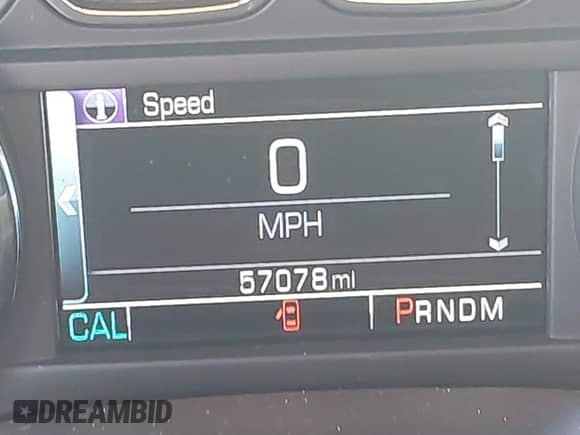 Speed
0
MPH
57078 mi
CAL
PRNDM
DREAMBID